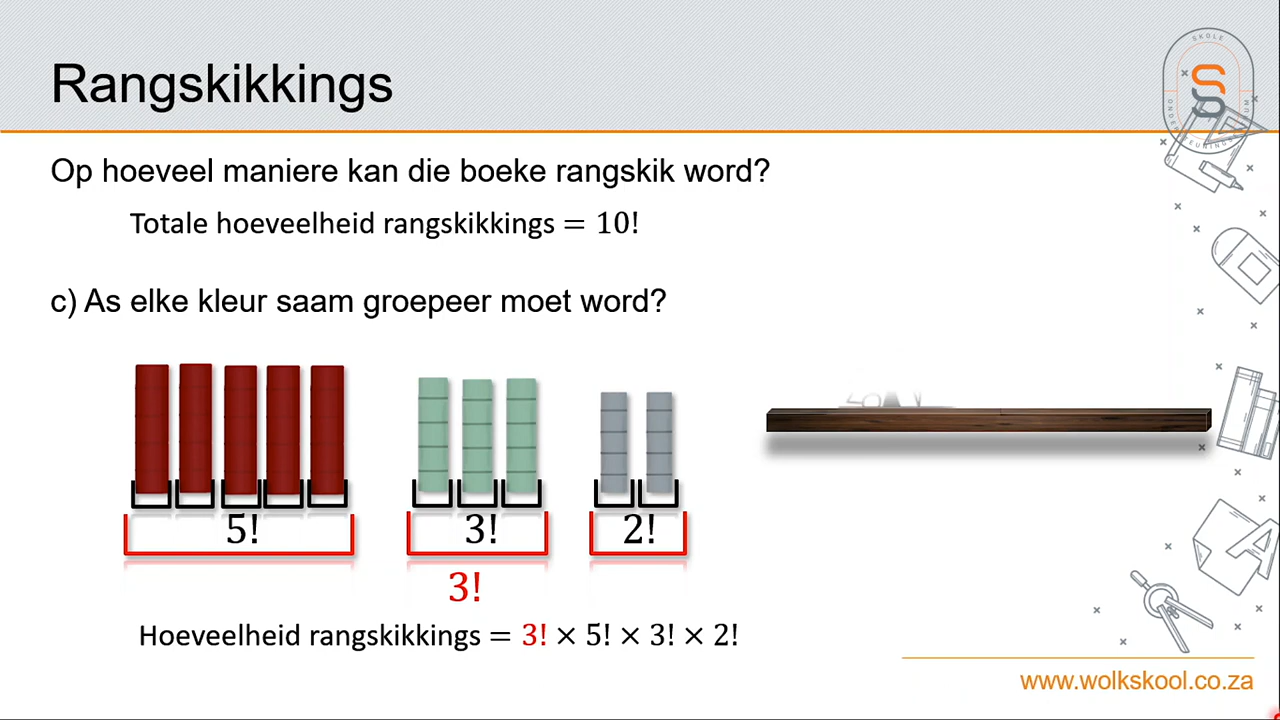 Rangskikkings
Op hoeveel maniere kan die boeke rangskik word?
Totale hoeveelheid rangskikkings = 10!
c) As elke kleur saam groepeer moet word?
5! 3! 2!
3!
Hoeveelheid rangskikkings = 3! × 5! × 3! × 2!
www.wolkskool.co.za